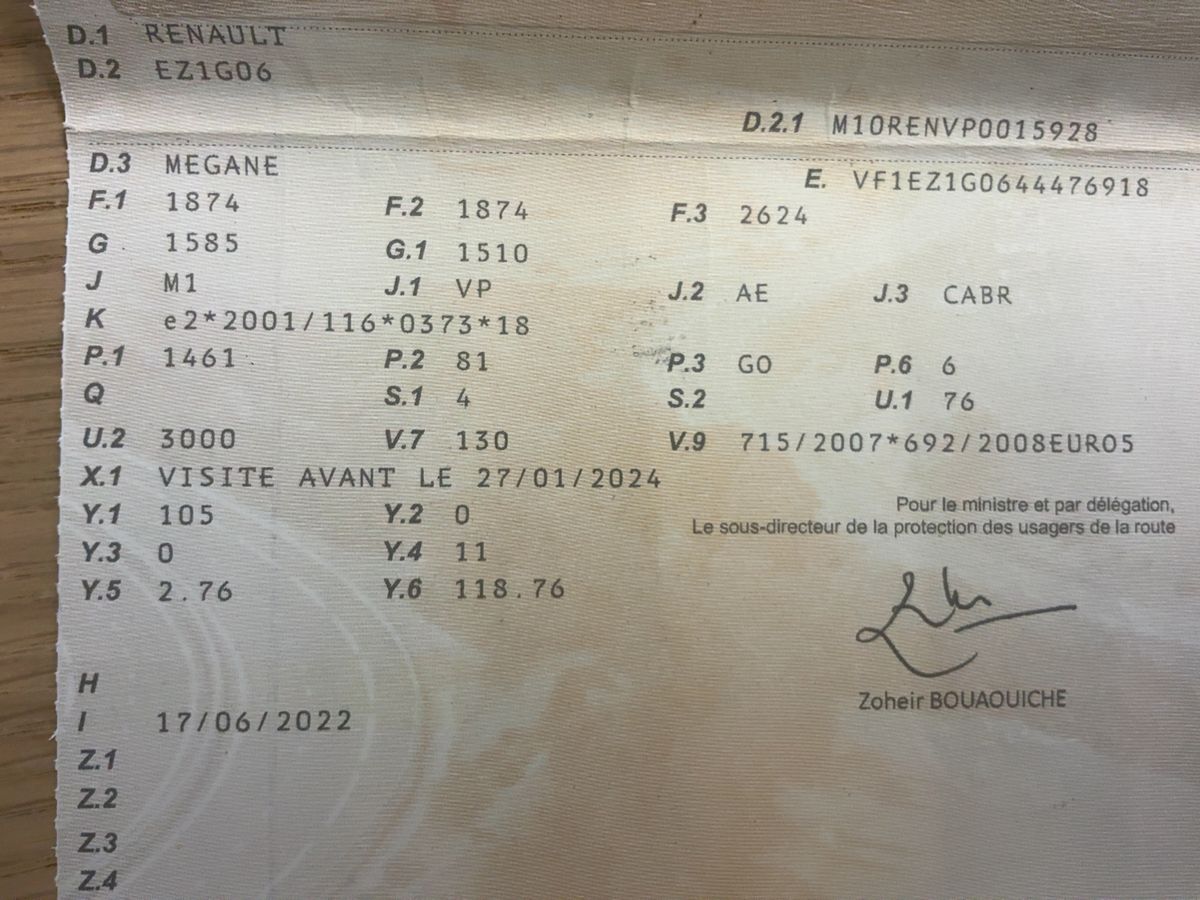 D.1 RENAULT
D.2 EZ1G06
D.2.1 M10RENVP0015928
D.3 MEGANE
E. VF1EZ1G0644476918
F.1 1874 F.2 1874 F.3 2624
G 1585 G.1 1510
J M1 J.1 VP J.2 AE J.3 CABR
K e2*2001/116*0373*18
P.1 1461 P.2 81 P.3 GO P.6 6
Q S.1 4 S.2 U.1 76
U.2 3000 V.7 130 V.9 715/2007*692/2008EURO5
X.1 VISITE AVANT LE 27/01/2024
Y.1 105 Y.2 0
Pour le ministre et par délégation,
Le sous-directeur de la protection des usagers de la route
Y.3 0 Y.4 11
Y.5 2.76 Y.6 118.76
H
Zoheir BOUAOUICHE
I 17/06/2022
Z.1
Z.2
Z.3
Z.4